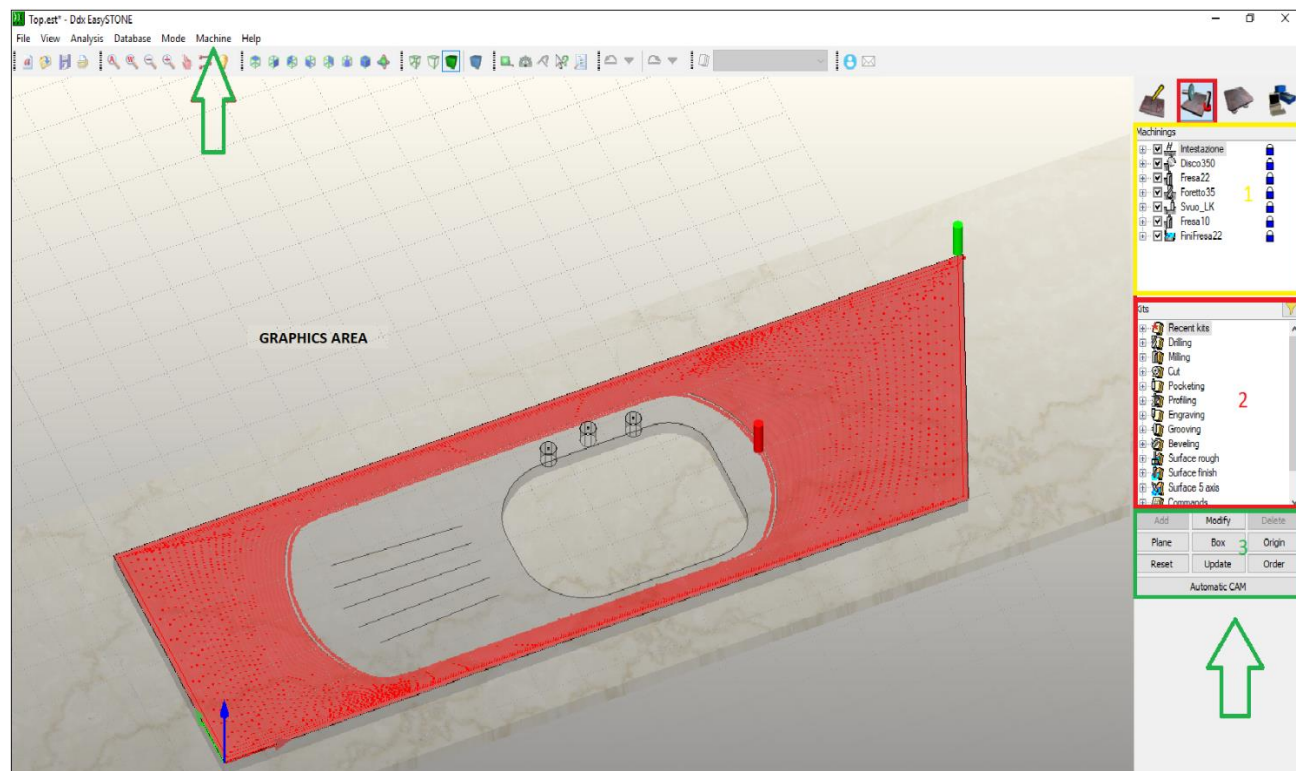 Top.est* - Ddx EasySTONE
File View Analysis Database Mode Machine Help
GRAPHICS AREA
Machinings
Intestazione
Disco350
Fresa22
Foretto35
Svuo_LK
Fresa10
FiniFresa22
1
Kits
Recent kits
Drilling
Milling
Cut
Pocketing
Profiling
Engraving
Grooving
Beveling
Surface rough
Surface finish
Surface 5 axis
Commands
2
Add Modify Delete
Plane Box 3 Origin
Reset Update Order
Automatic CAM